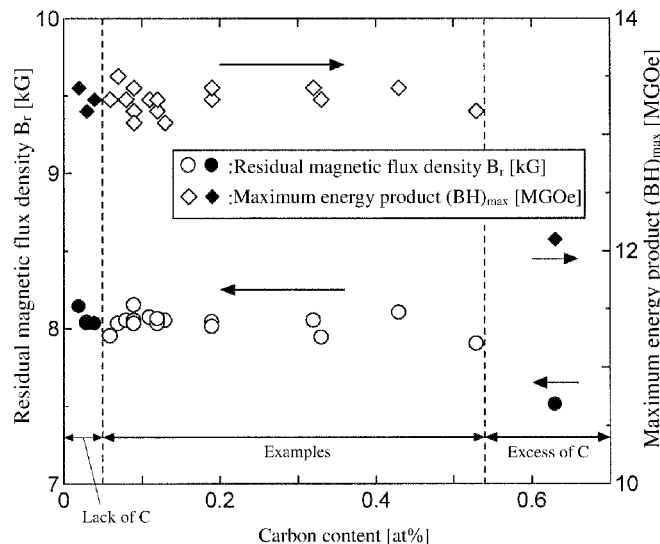 10
9
8
7
14
12
10
0
0.2
0.4
0.6
Residual magnetic flux density Br [kG]
Maximum energy product (BH)max [MGOe]
:Residual magnetic flux density Br [kG]
:Maximum energy product (BH)max [MGOe]
Examples
Excess of C
Lack of C
Carbon content [at%]